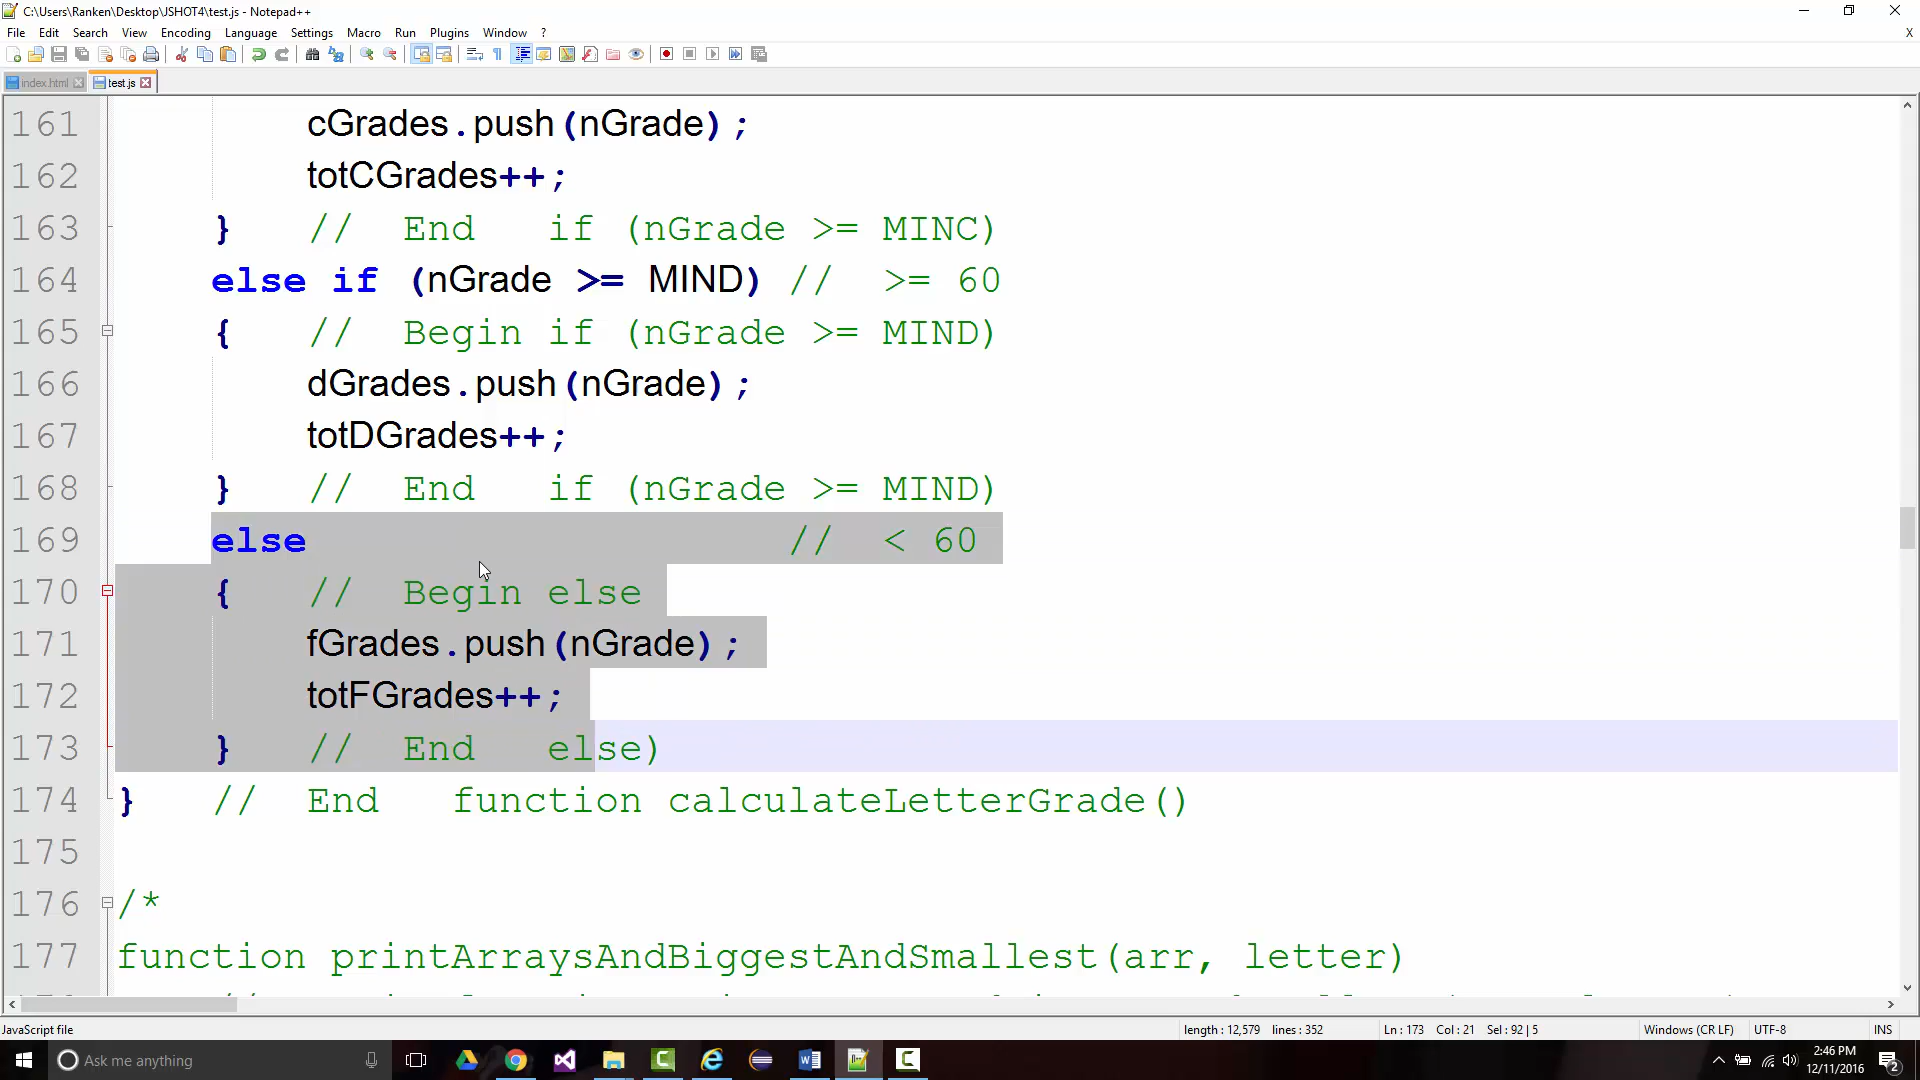 C:\Users\Ranken\Desktop\JSHOT4\test.js - Notepad++
File Edit Search View Encoding Language Settings Macro Run Plugins Window ? X
index.html test.js
161 cGrades.push(nGrade);
162 totCGrades++;
163 } // End if (nGrade >= MINC)
164 else if (nGrade >= MIND) // >= 60
165 { // Begin if (nGrade >= MIND)
166 dGrades.push(nGrade);
167 totDGrades++;
168 } // End if (nGrade >= MIND)
169 else // < 60
170 { // Begin else
171 fGrades.push(nGrade);
172 totFGrades++;
173 } // End else)
174 } // End function calculateLetterGrade()
175
176 /*
177 function printArraysAndBiggestAndSmallest(arr, letter)
JavaScript file length : 12,579 lines : 352 Ln : 173 Col : 21 Sel : 92 | 5 Windows (CR LF) UTF-8 INS
Ask me anything
2:46 PM
12/11/2016
2